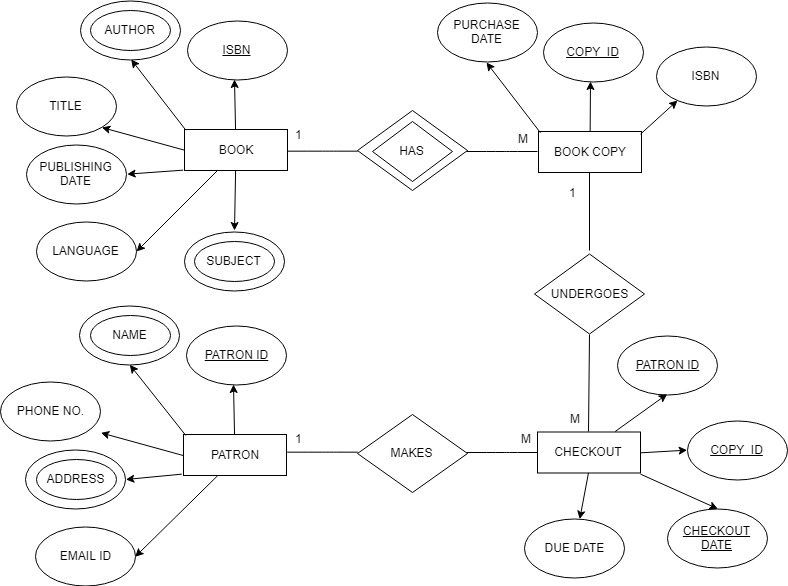 AUTHOR
ISBN
TITLE
BOOK
1
PUBLISHING
DATE
LANGUAGE
SUBJECT
HAS
PURCHASE
DATE
COPY_ID
ISBN
M
BOOK COPY
1
UNDERGOES
M
NAME
PATRON ID
PHONE NO.
PATRON
1
ADDRESS
EMAIL ID
MAKES
M
CHECKOUT
PATRON ID
COPY_ID
CHECKOUT
DATE
DUE DATE